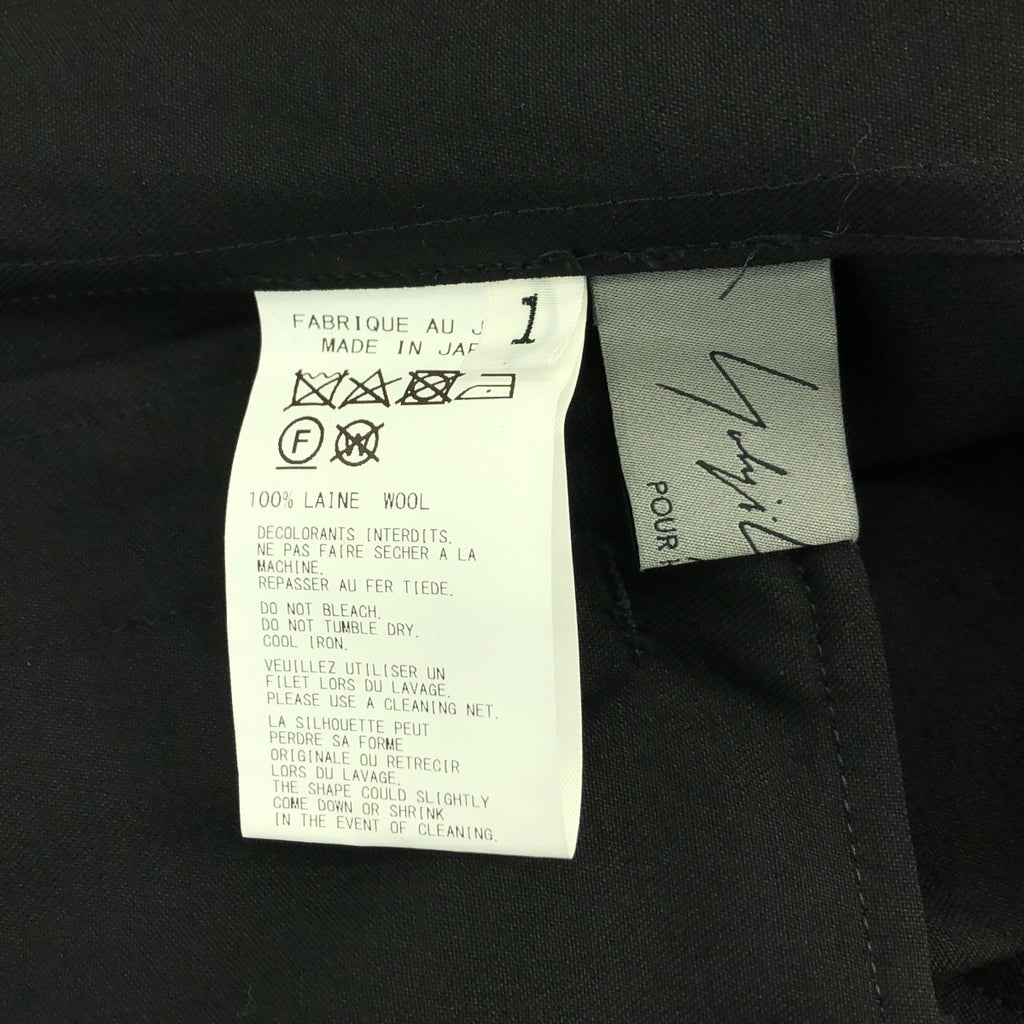 FABRIQUE AU J
MADE IN JAP
1
F
W
100% LAINE WOOL
DECOLORANTS INTERDITS.
NE PAS FAIRE SECHER A LA
MACHINE.
REPASSER AU FER TIEDE.
DO NOT BLEACH.
DO NOT TUMBLE DRY.
COOL IRON.
VEUILLEZ UTILISER UN
FILET LORS DU LAVAGE.
PLEASE USE A CLEANING NET.
LA SILHOUETTE PEUT
PERDRE SA FORME
ORIGINALE OU RETRECIR
LORS DU LAVAGE.
THE SHAPE COULD SLIGHTLY
COME DOWN OR SHRINK
IN THE EVENT OF CLEANING.
POUR